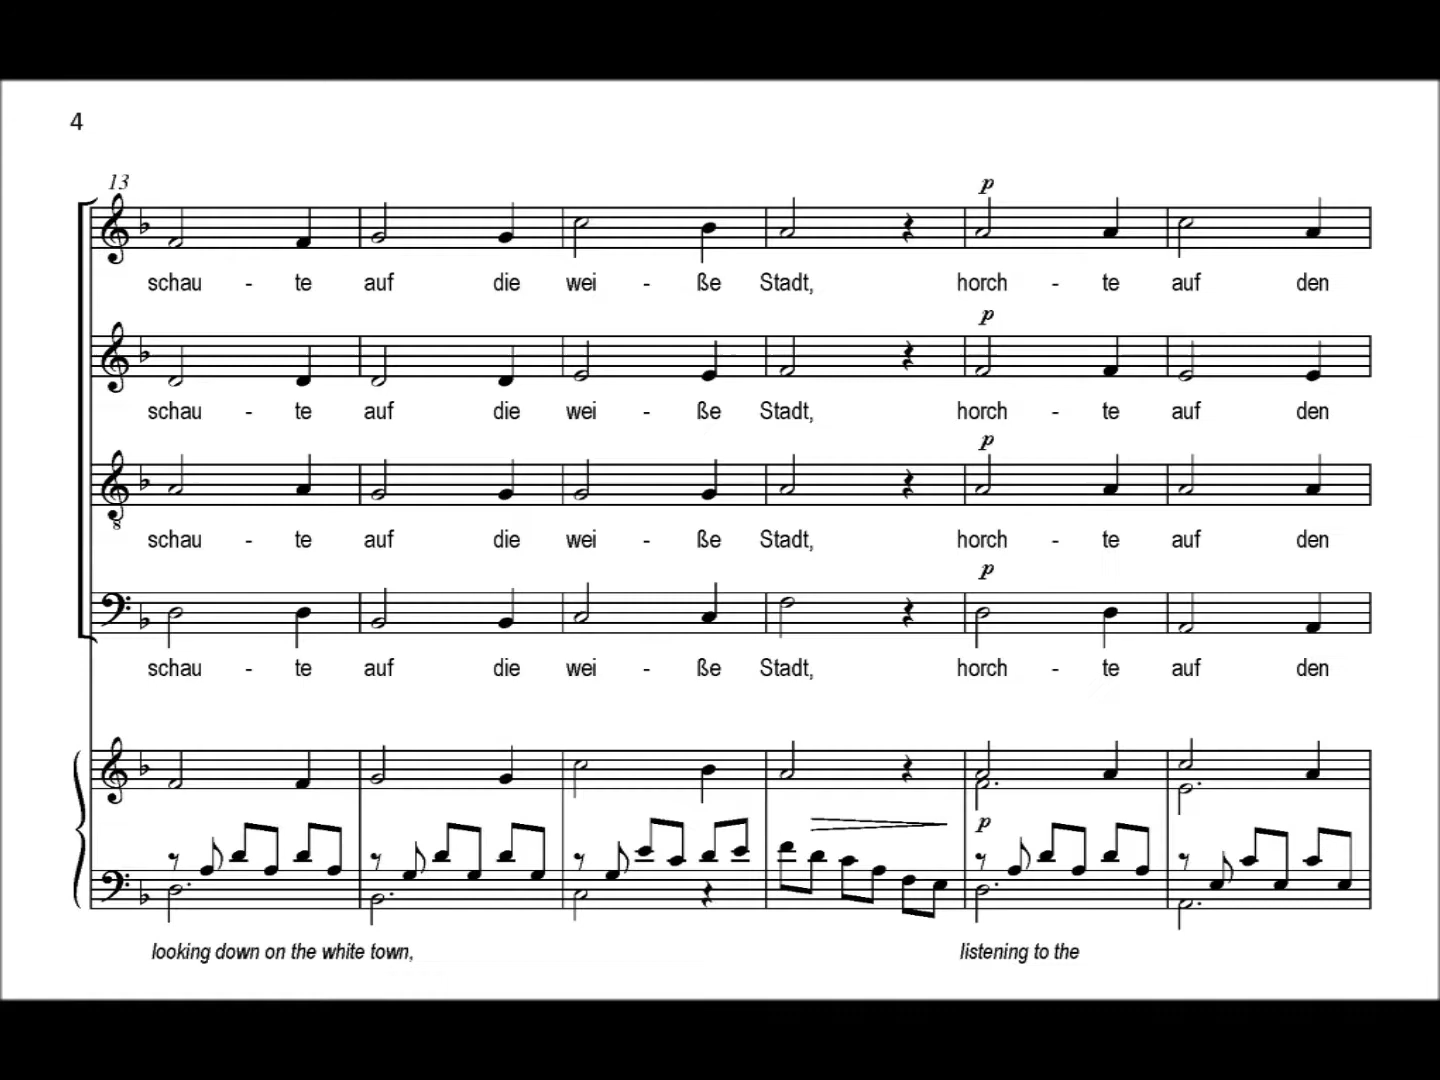 4
13
p
schau - te auf die wei - ße Stadt, horch - te auf den
p
schau - te auf die wei - ße Stadt, horch - te auf den
p
schau - te auf die wei - ße Stadt, horch - te auf den
8
p
schau - te auf die wei - ße Stadt, horch - te auf den
p
looking down on the white town, listening to the